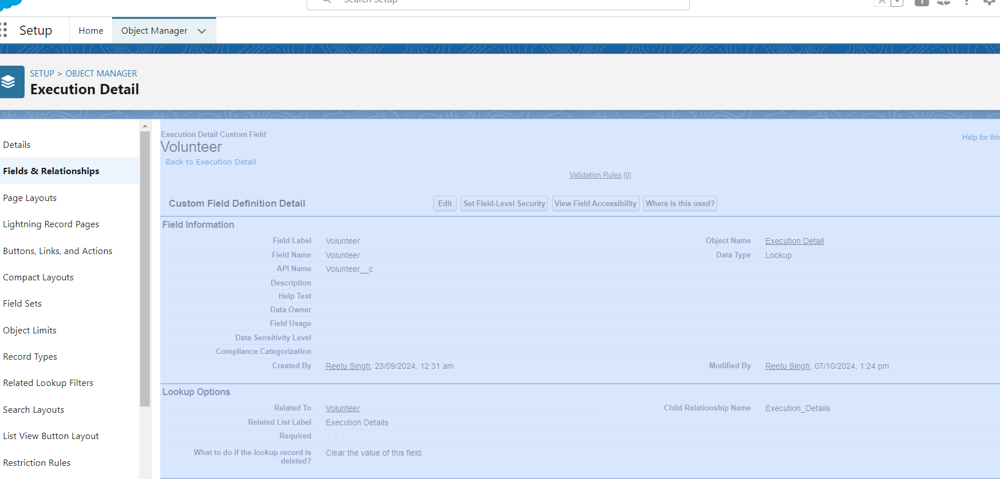 Search Setup
Setup
Home
Object Manager
SETUP > OBJECT MANAGER
Execution Detail
Details
Fields & Relationships
Page Layouts
Lightning Record Pages
Buttons, Links, and Actions
Compact Layouts
Field Sets
Object Limits
Record Types
Related Lookup Filters
Search Layouts
List View Button Layout
Restriction Rules
Execution Detail Custom Field
Volunteer
Help for this
Back to Execution Detail
Validation Rules [0]
Custom Field Definition Detail
Edit Set Field-Level Security View Field Accessibility Where is this used?
Field Information
Field Label Volunteer Object Name Execution Detail
Field Name Volunteer Data Type Lookup
API Name Volunteer__c
Description
Help Text
Data Owner
Field Usage
Data Sensitivity Level
Compliance Categorization
Created By Reetu Singh, 23/09/2024, 12:31 am Modified By Reetu Singh, 07/10/2024, 1:24 pm
Lookup Options
Related To Volunteer Child Relationship Name Execution_Details
Related List Label Execution Details
Required
What to do if the lookup record is deleted? Clear the value of this field.